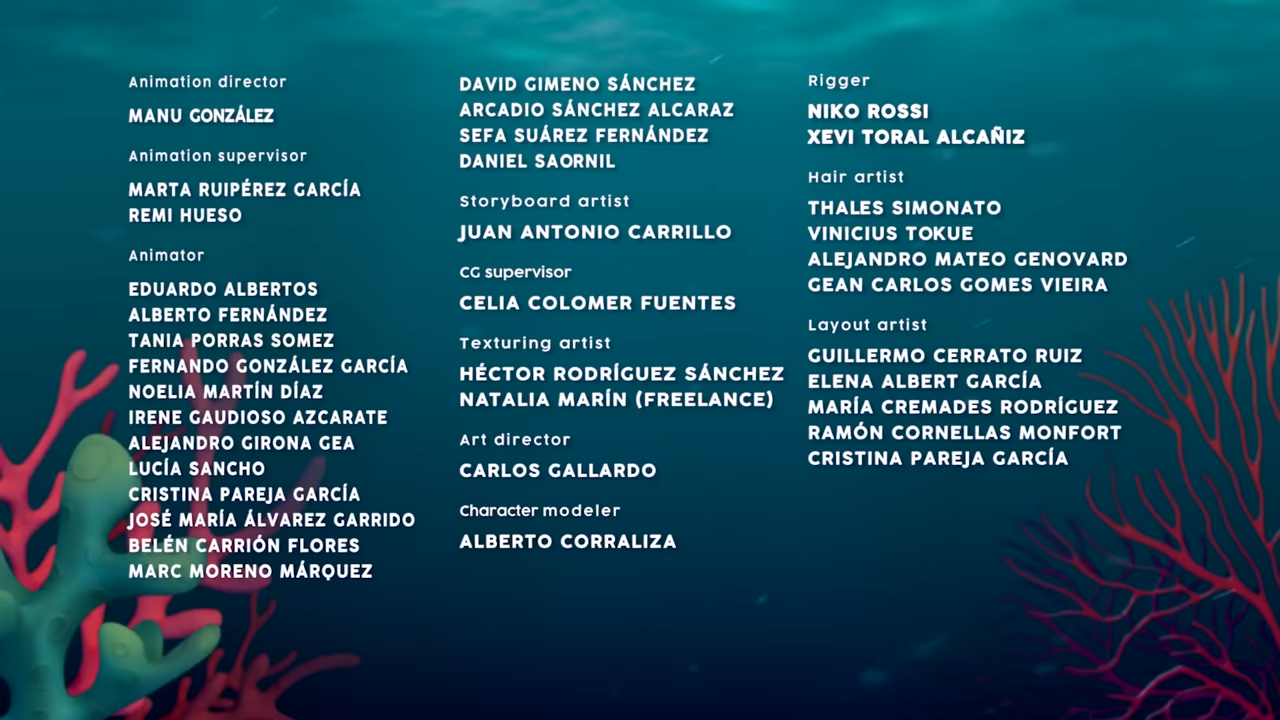 Animation director
MANU GONZÁLEZ
Animation supervisor
MARTA RUIPÉREZ GARCÍA
REMI HUESO
Animator
EDUARDO ALBERTOS
ALBERTO FERNÁNDEZ
TANIA PORRAS SOMEZ
FERNANDO GONZÁLEZ GARCÍA
NOELIA MARTÍN DÍAZ
IRENE GAUDIOSO AZCARATE
ALEJANDRO GIRONA GEA
LUCÍA SANCHO
CRISTINA PAREJA GARCÍA
JOSÉ MARÍA ÁLVAREZ GARRIDO
BELÉN CARRIÓN FLORES
MARC MORENO MÁRQUEZ
DAVID GIMENO SÁNCHEZ
ARCADIO SÁNCHEZ ALCARAZ
SEFA SUÁREZ FERNÁNDEZ
DANIEL SAORNIL
Storyboard artist
JUAN ANTONIO CARRILLO
CG supervisor
CELIA COLOMER FUENTES
Texturing artist
HÉCTOR RODRÍGUEZ SÁNCHEZ
NATALIA MARÍN (FREELANCE)
Art director
CARLOS GALLARDO
Character modeler
ALBERTO CORRALIZA
Rigger
NIKO ROSSI
XEVI TORAL ALCAÑIZ
Hair artist
THALES SIMONATO
VINICIUS TOKUE
ALEJANDRO MATEO GENOVARD
GEAN CARLOS GOMES VIEIRA
Layout artist
GUILLERMO CERRATO RUIZ
ELENA ALBERT GARCÍA
MARÍA CREMADES RODRÍGUEZ
RAMÓN CORNELLAS MONFORT
CRISTINA PAREJA GARCÍA